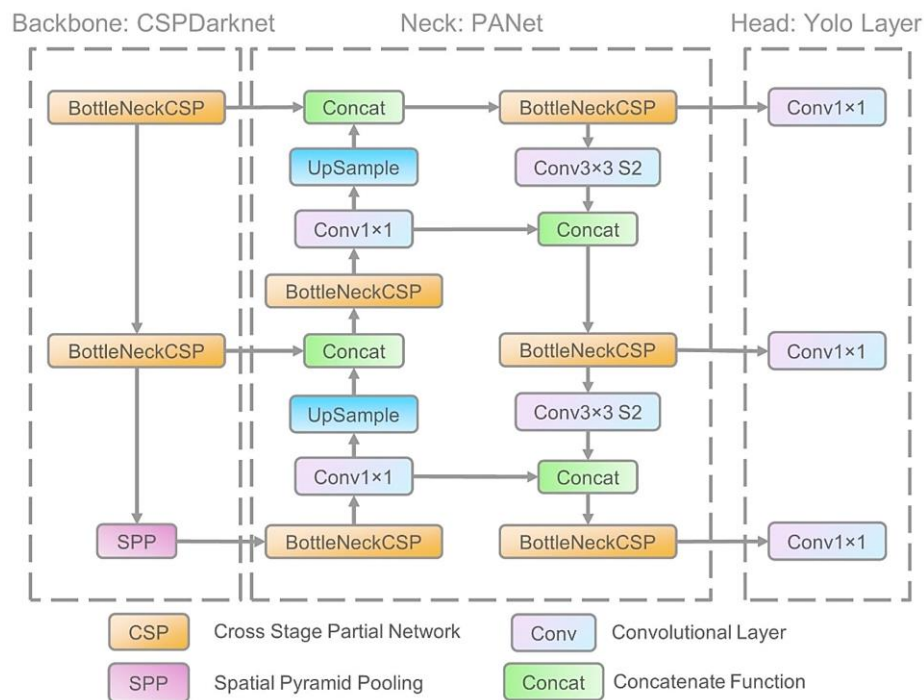 Backbone: CSPDarknet
Neck: PANet
Head: Yolo Layer
BottleNeckCSP
Concat
BottleNeckCSP
Conv1×1
UpSample
Conv3×3 S2
Conv1×1
Concat
BottleNeckCSP
BottleNeckCSP
Concat
BottleNeckCSP
Conv1×1
UpSample
Conv3×3 S2
Conv1×1
Concat
SPP
BottleNeckCSP
BottleNeckCSP
Conv1×1
CSP
Cross Stage Partial Network
Conv
Convolutional Layer
SPP
Spatial Pyramid Pooling
Concat
Concatenate Function